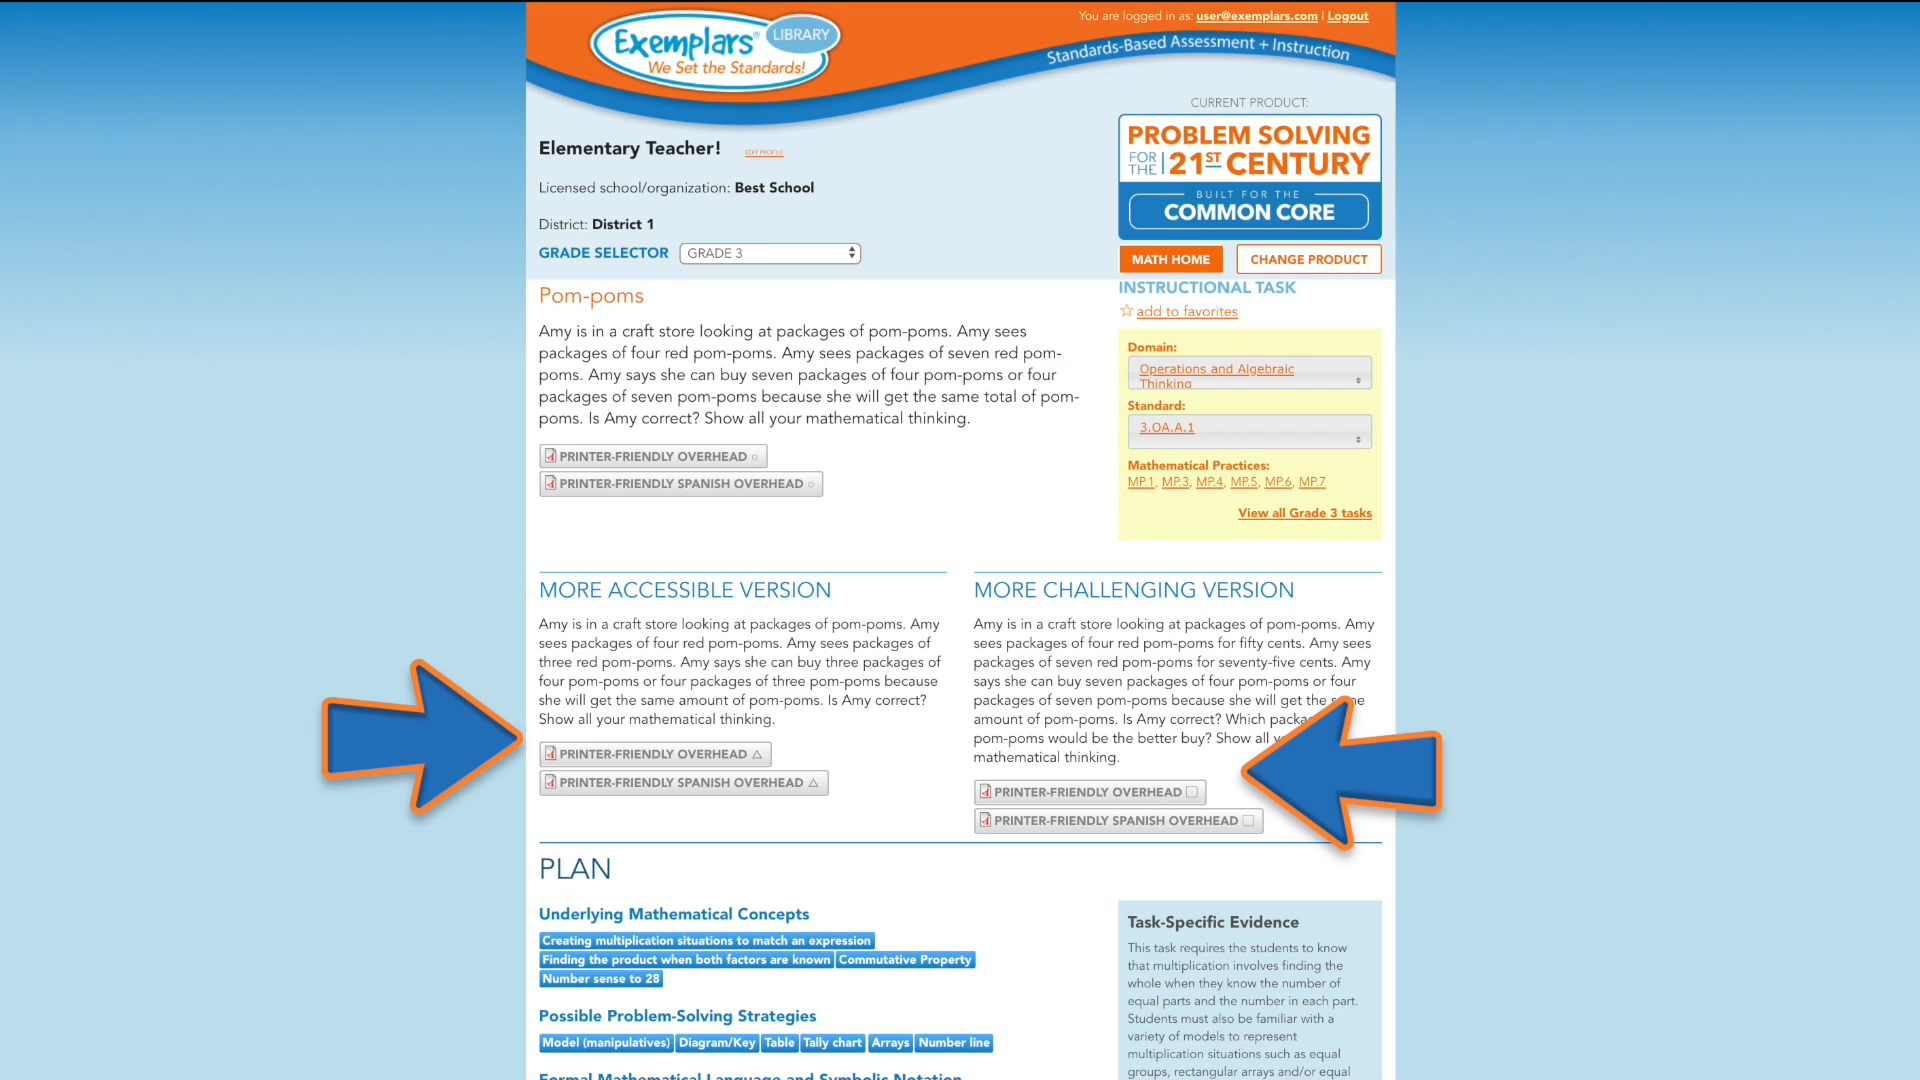 You are logged in as: user@exemplars.com | Logout
Exemplars® LIBRARY
We Set the Standards!
Standards-Based Assessment + Instruction
CURRENT PRODUCT:
PROBLEM SOLVING
FOR THE 21ST CENTURY
BUILT FOR THE
COMMON CORE
Elementary Teacher! EDIT PROFILE
Licensed school/organization: Best School
District: District 1
GRADE SELECTOR GRADE 3
MATH HOME CHANGE PRODUCT
Pom-poms
Amy is in a craft store looking at packages of pom-poms. Amy sees
packages of four red pom-poms. Amy sees packages of seven red pom-
poms. Amy says she can buy seven packages of four pom-poms or four
packages of seven pom-poms because she will get the same total of pom-
poms. Is Amy correct? Show all your mathematical thinking.
PRINTER-FRIENDLY OVERHEAD
PRINTER-FRIENDLY SPANISH OVERHEAD
INSTRUCTIONAL TASK
add to favorites
Domain:
Operations and Algebraic
Thinking
Standard:
3.OA.A.1
Mathematical Practices:
MP.1, MP.3, MP.4, MP.5, MP.6, MP.7
View all Grade 3 tasks
MORE ACCESSIBLE VERSION
Amy is in a craft store looking at packages of pom-poms. Amy
sees packages of four red pom-poms. Amy sees packages of
three red pom-poms. Amy says she can buy three packages of
four pom-poms or four packages of three pom-poms because
she will get the same amount of pom-poms. Is Amy correct?
Show all your mathematical thinking.
PRINTER-FRIENDLY OVERHEAD
PRINTER-FRIENDLY SPANISH OVERHEAD
MORE CHALLENGING VERSION
Amy is in a craft store looking at packages of pom-poms. Amy
sees packages of four red pom-poms for fifty cents. Amy sees
packages of seven red pom-poms for seventy-five cents. Amy
says she can buy seven packages of four pom-poms or four
packages of seven pom-poms because she will get the
amount of pom-poms. Is Amy correct? Which
pom-poms would be the better buy? Show all
mathematical thinking.
PRINTER-FRIENDLY OVERHEAD
PRINTER-FRIENDLY SPANISH OVERHEAD
PLAN
Underlying Mathematical Concepts
Creating multiplication situations to match an expression
Finding the product when both factors are known Commutative Property
Number sense to 28
Possible Problem-Solving Strategies
Model (manipulatives) Diagram/Key Table Tally chart Arrays Number line
Formal Mathematical Language and Symbolic Notation
Task-Specific Evidence
This task requires the students to know
that multiplication involves finding the
whole when they know the number of
equal parts and the number in each part.
Students must also be familiar with a
variety of models to represent
multiplication situations such as equal
groups, rectangular arrays and/or equal